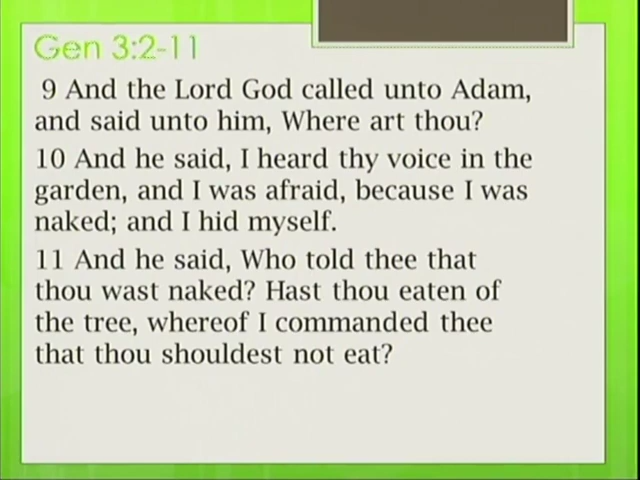 Gen 3:2-11
9 And the Lord God called unto Adam,
and said unto him, Where art thou?
10 And he said, I heard thy voice in the
garden, and I was afraid, because I was
naked; and I hid myself.
11 And he said, Who told thee that
thou wast naked? Hast thou eaten of
the tree, whereof I commanded thee
that thou shouldest not eat?